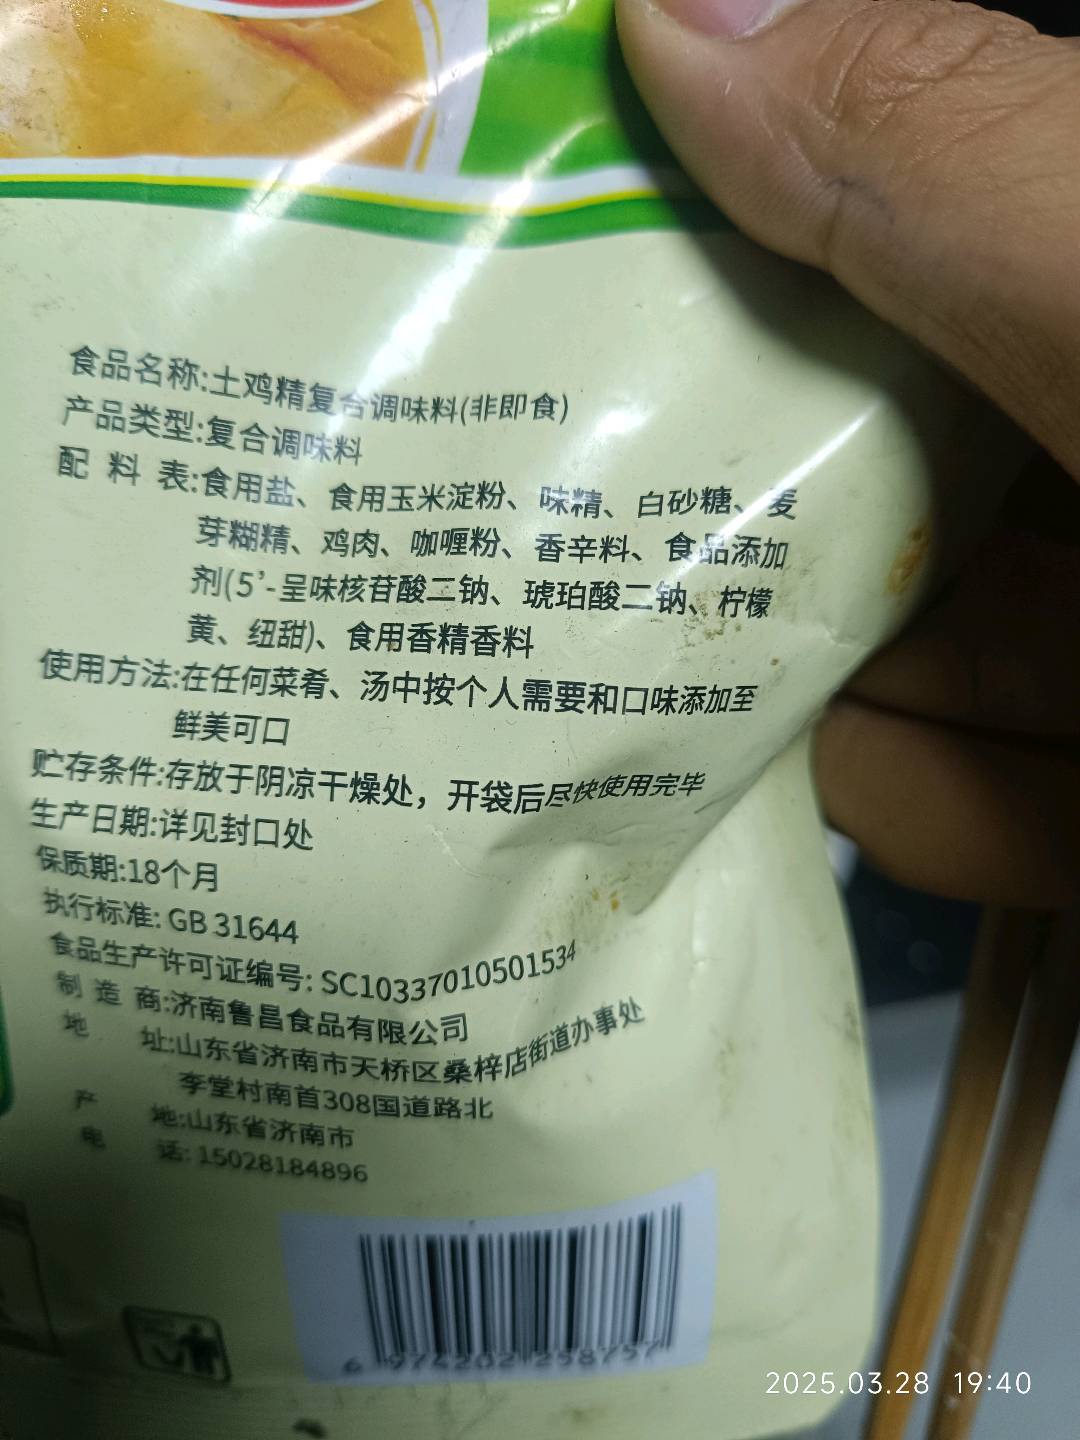 食品名称:土鸡精复合调味料(非即食)
产品类型:复合调味料
配料表:食用盐、食用玉米淀粉、味精、白砂糖、麦
芽糊精、鸡肉、咖喱粉、香辛料、食品添加
剂(5’-呈味核苷酸二钠、琥珀酸二钠、柠檬
黄、纽甜)、食用香精香料
使用方法:在任何菜肴、汤中按个人需要和口味添加至
鲜美可口
贮存条件:存放于阴凉干燥处，开袋后尽快使用完毕
生产日期:详见封口处
保质期:18个月
执行标准: GB 31644
食品生产许可证编号: SC10337010501534
制造商:济南鲁昌食品有限公司
地址:山东省济南市天桥区桑梓店街道办事处
李堂村南首308国道路北
产地:山东省济南市
电话: 15028184896
6 974202 258757
2025.03.28 19:40